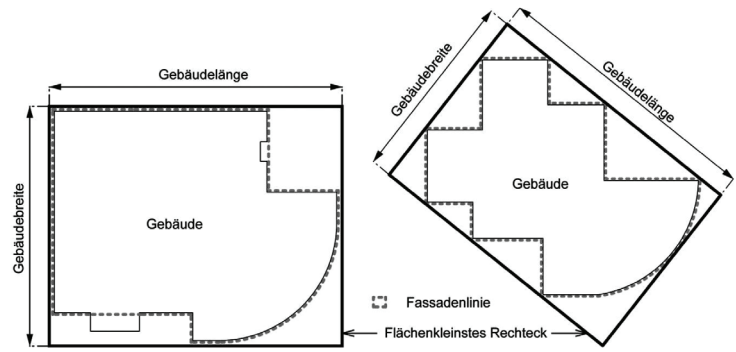 Gebäudelänge
Gebäudebreite
Gebäude
Gebäudebreite
Gebäudelänge
Gebäude
Fassadenlinie
Flächenkleinstes Rechteck